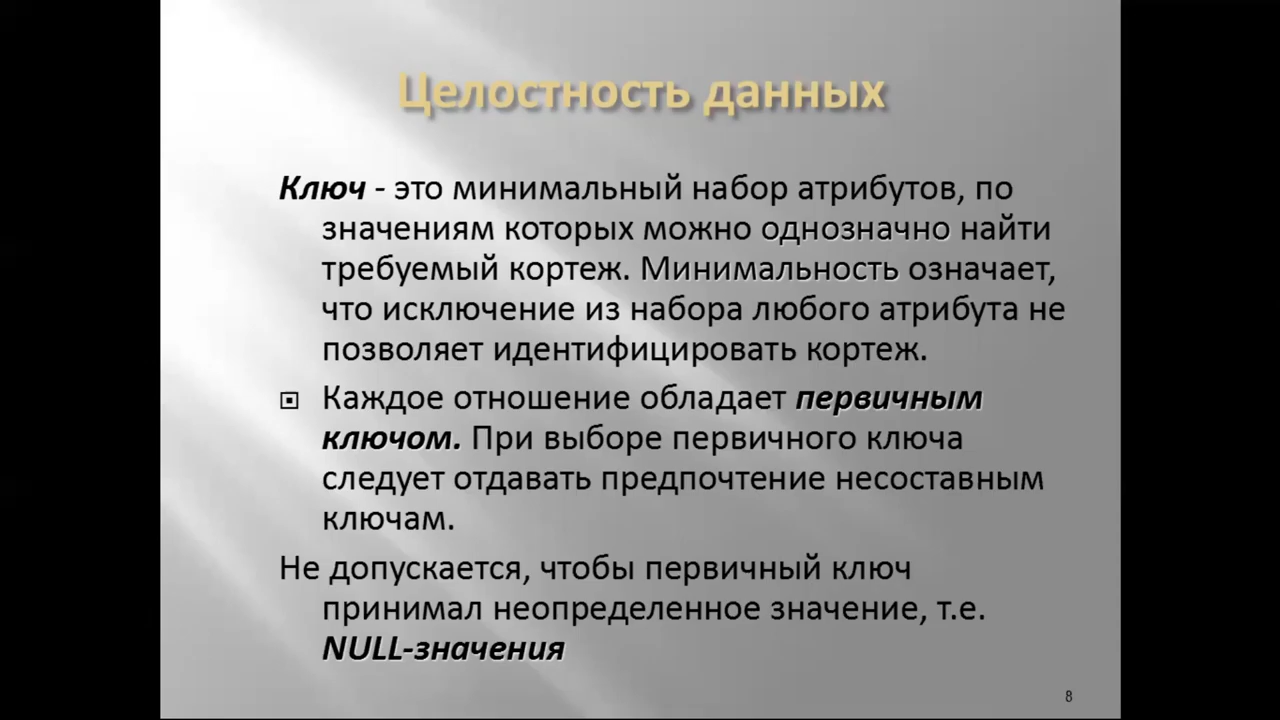 Целостность данных
Ключ - это минимальный набор атрибутов, по
значениям которых можно однозначно найти
требуемый кортеж. Минимальность означает,
что исключение из набора любого атрибута не
позволяет идентифицировать кортеж.
Каждое отношение обладает первичным
ключом. При выборе первичного ключа
следует отдавать предпочтение несоставным
ключам.
Не допускается, чтобы первичный ключ
принимал неопределенное значение, т.е.
NULL-значения
8